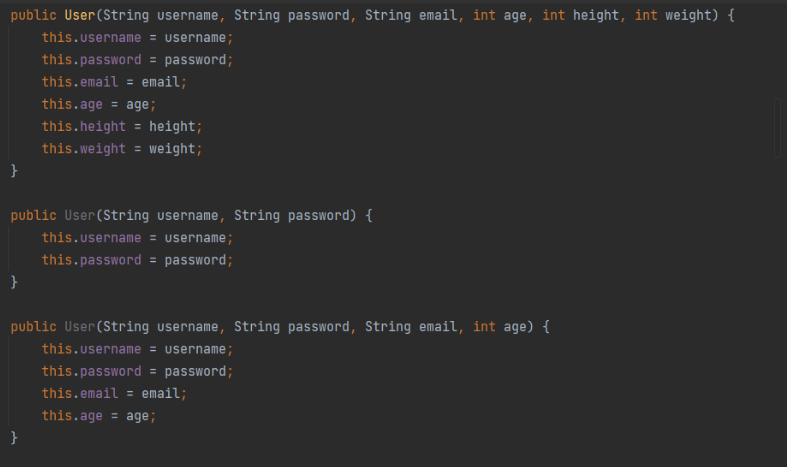 public User(String username, String password, String email, int age, int height, int weight) {
    this.username = username;
    this.password = password;
    this.email = email;
    this.age = age;
    this.height = height;
    this.weight = weight;
}

public User(String username, String password) {
    this.username = username;
    this.password = password;
}

public User(String username, String password, String email, int age) {
    this.username = username;
    this.password = password;
    this.email = email;
    this.age = age;
}